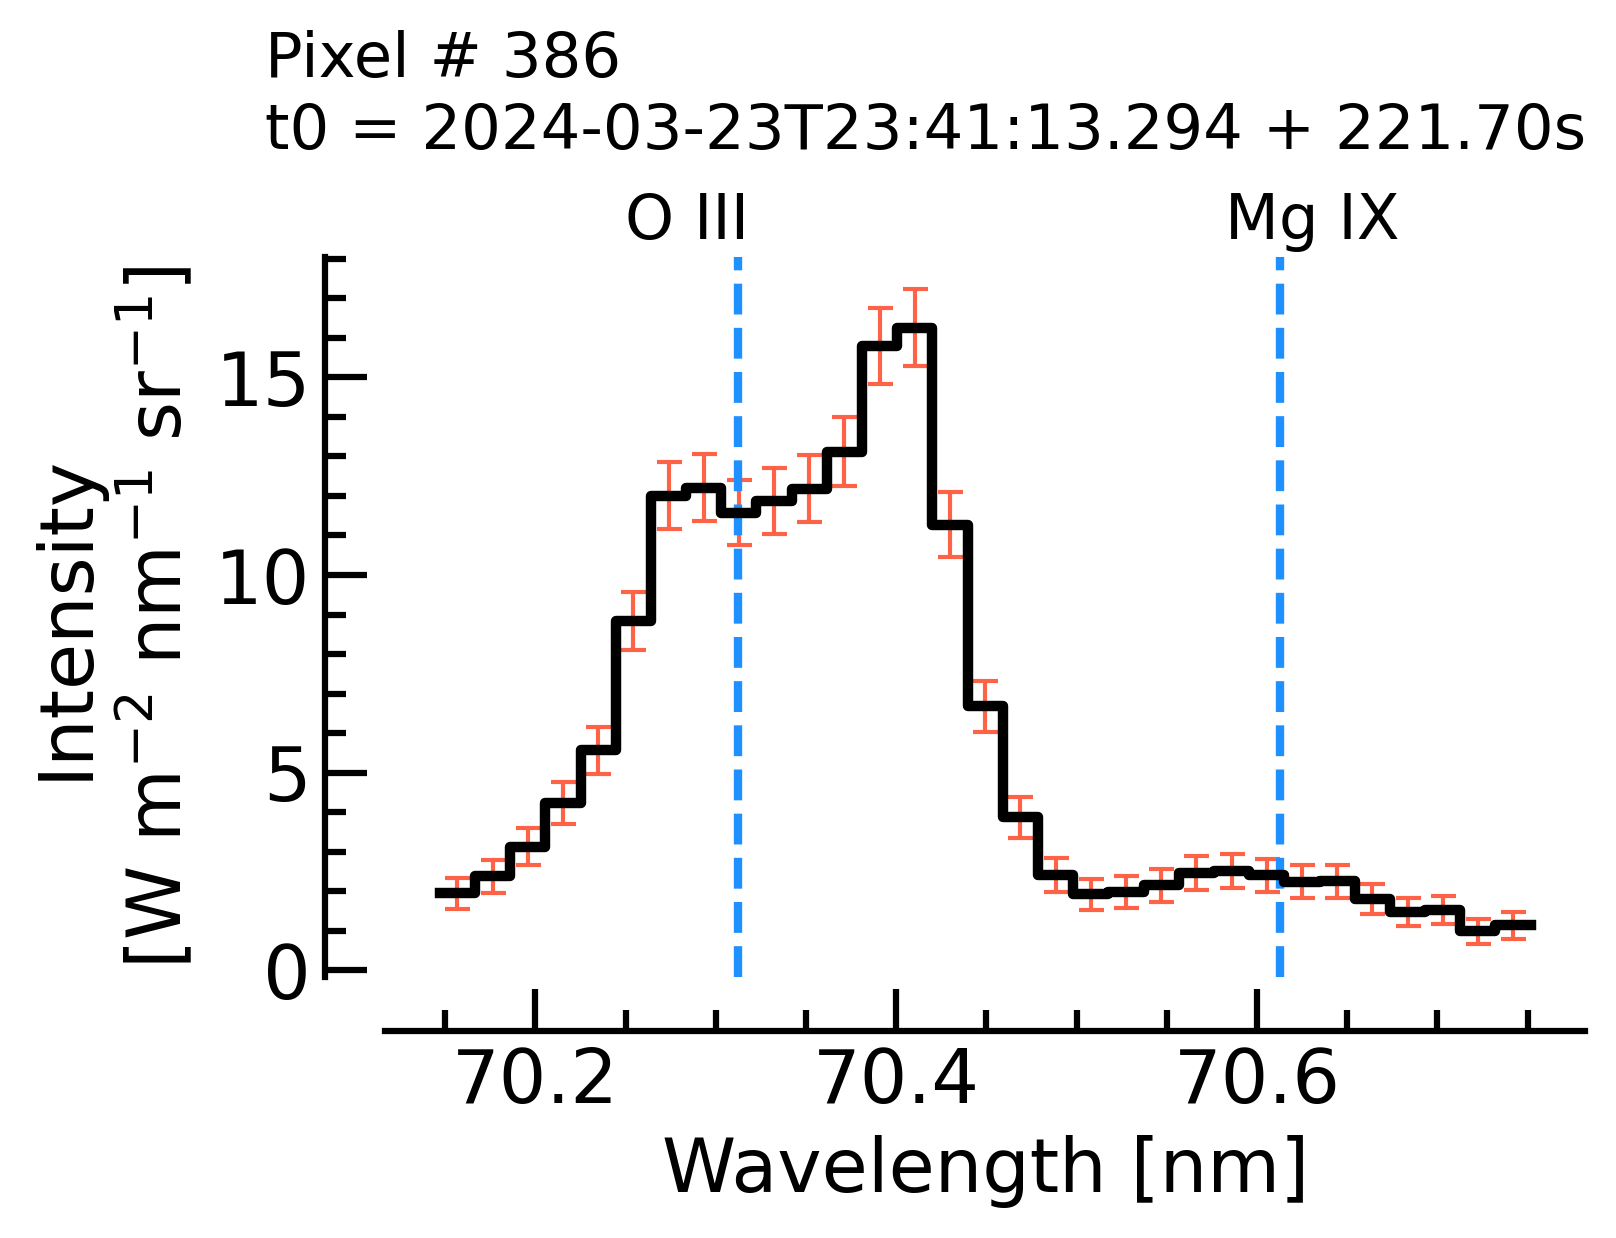 Pixel # 386
t0 = 2024-03-23T23:41:13.294 + 221.70s
O III
Mg IX
Intensity
[W m⁻² nm⁻¹ sr⁻¹]
15
10
5
0
70.2
70.4
70.6
Wavelength [nm]